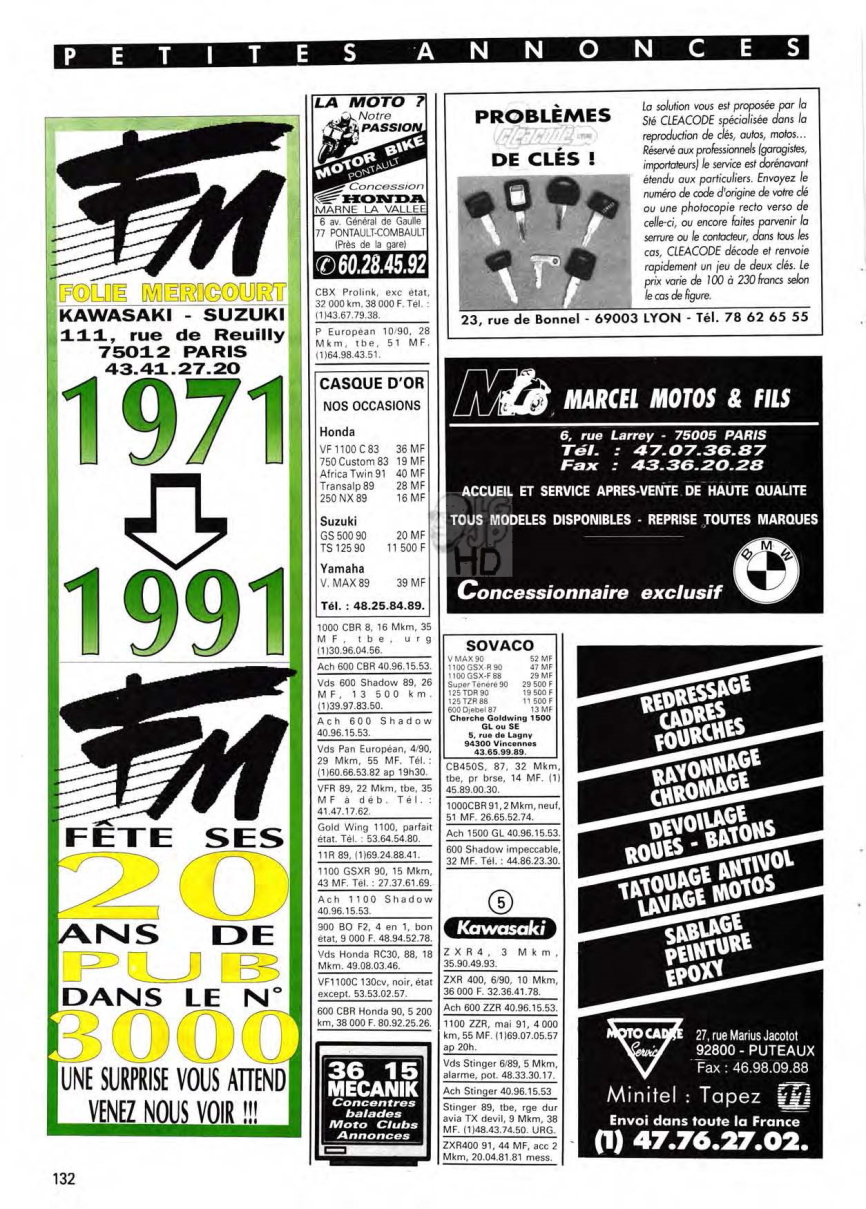 PETITES ANNONCES
FM
FOLIE MERICOURT
KAWASAKI - SUZUKI
111, rue de Reuilly
75012 PARIS
43.41.27.20
1971
1991
FM
FÊTE SES
20
ANS DE
PUB
DANS LE N°
3000
UNE SURPRISE VOUS ATTEND
VENEZ NOUS VOIR !!!
LA MOTO ?
Notre
PASSION
MOTOR BIKE
PONTAULT
Concession
HONDA
MARNE LA VALLEE
6 av. Général de Gaulle
77 PONTAULT-COMBAULT
(Près de la gare)
60.28.45.92
CBX Prolink, exc état,
32 000 km, 38 000 F. Tél. :
(1)43.67.79.38.
P Européan 10/90, 28
Mkm, tbe, 51 MF.
(1)64.98.43.51.
CASQUE D'OR
NOS OCCASIONS
Honda
VF 1100 C 83 36 MF
750 Custom 83 19 MF
Africa Twin 91 40 MF
Transalp 89 28 MF
250 NX 89 16 MF
Suzuki
GS 500 90 20 MF
TS 125 90 11 500 F
Yamaha
V. MAX 89 39 MF
Tél. : 48.25.84.89.
1000 CBR 8, 16 Mkm, 35
MF, tbe, urg
(1)30.96.04.56.
Ach 600 CBR 40.96.15.53.
Vds 600 Shadow 89, 26
MF, 13 500 km.
(1)39.97.83.50.
Ach 600 Shadow
40.96.15.53.
Vds Pan Européan, 4/90,
29 Mkm, 55 MF. Tél. :
(1)60.66.53.82 ap 19h30.
VFR 89, 22 Mkm, tbe, 35
MF à déb. Tél. :
41.47.17.62.
Gold Wing 1100, parfait
état. Tél. : 53.64.54.80.
11R 89, (1)69.24.88.41.
1100 GSXR 90, 15 Mkm,
43 MF. Tél. : 27.37.61.69.
Ach 1100 Shadow
40.96.15.53.
900 BO F2, 4 en 1, bon
état, 9 000 F. 48.94.52.78.
Vds Honda RC30, 88, 18
Mkm. 49.08.03.46.
VF1100C 130cv, noir, état
except. 53.53.02.57.
600 CBR Honda 90, 5 200
km, 38 000 F. 80.92.25.26.
36 15
MECANIK
Concentres
balades
Moto Clubs
Annonces
PROBLÈMES
Cleacode
DE CLÉS !
La solution vous est proposée par la
Sté CLEACODE spécialisée dans la
reproduction de clés, autos, motos...
Réservé aux professionnels (garagistes,
importateurs) le service est dorénavant
étendu aux particuliers. Envoyez le
numéro de code d'origine de votre clé
ou une photocopie recto verso de
celle-ci, ou encore faites parvenir la
serrure ou le contacteur, dans tous les
cas, CLEACODE décode et renvoie
rapidement un jeu de deux clés. Le
prix varie de 100 à 230 francs selon
le cas de figure.
23, rue de Bonnel - 69003 LYON - Tél. 78 62 65 55
MARCEL MOTOS & FILS
6, rue Larrey - 75005 PARIS
Tél. : 47.07.36.87
Fax : 43.36.20.28
ACCUEIL ET SERVICE APRES-VENTE DE HAUTE QUALITE
TOUS MODELES DISPONIBLES - REPRISE TOUTES MARQUES
HD
BMW
Concessionnaire exclusif
SOVACO
V MAX 90 52 MF
1100 GSX-R 90 47 MF
1100 GSX-F 88 29 MF
Super Ténéré 90 29 500 F
125 TDR 90 19 500 F
125 TZR 88 11 500 F
600 Djebel 87 13 MF
Cherche Goldwing 1500
GL ou SE
5, rue de Lagny
94300 Vincennes
43.65.99.89.
CB450S, 87, 32 Mkm,
tbe, pr brse, 14 MF. (1)
45.89.00.30.
1000CBR 91, 2 Mkm, neuf,
51 MF. 26.65.52.74.
Ach 1500 GL 40.96.15.53.
600 Shadow impeccable,
32 MF. Tél. : 44.86.23.30.
5
Kawasaki
ZXR4, 3 Mkm,
35.90.49.93.
ZXR 400, 6/90, 10 Mkm,
36 000 F. 32.36.41.78.
Ach 600 ZZR 40.96.15.53.
1100 ZZR, mai 91, 4 000
km, 55 MF. (1)69.07.05.57
ap 20h.
Vds Stinger 6/89, 5 Mkm,
alarme, pot. 48.33.30.17.
Ach Stinger 40.96.15.53
Stinger 89, tbe, rge dur
avia TX devil, 9 Mkm, 38
MF. (1)48.43.74.50. URG.
ZXR400 91, 44 MF, acc 2
Mkm, 20.04.81.81 mess.
REDRESSAGE
CADRES
FOURCHES
RAYONNAGE
CHROMAGE
DEVOILAGE
ROUES - BATONS
TATOUAGE ANTIVOL
LAVAGE MOTOS
SABLAGE
PEINTURE
EPOXY
MOTO CADRE
Service
27, rue Marius Jacotot
92800 - PUTEAUX
Fax : 46.98.09.88
Minitel : Tapez 11
Envoi dans toute la France
(1) 47.76.27.02.
132